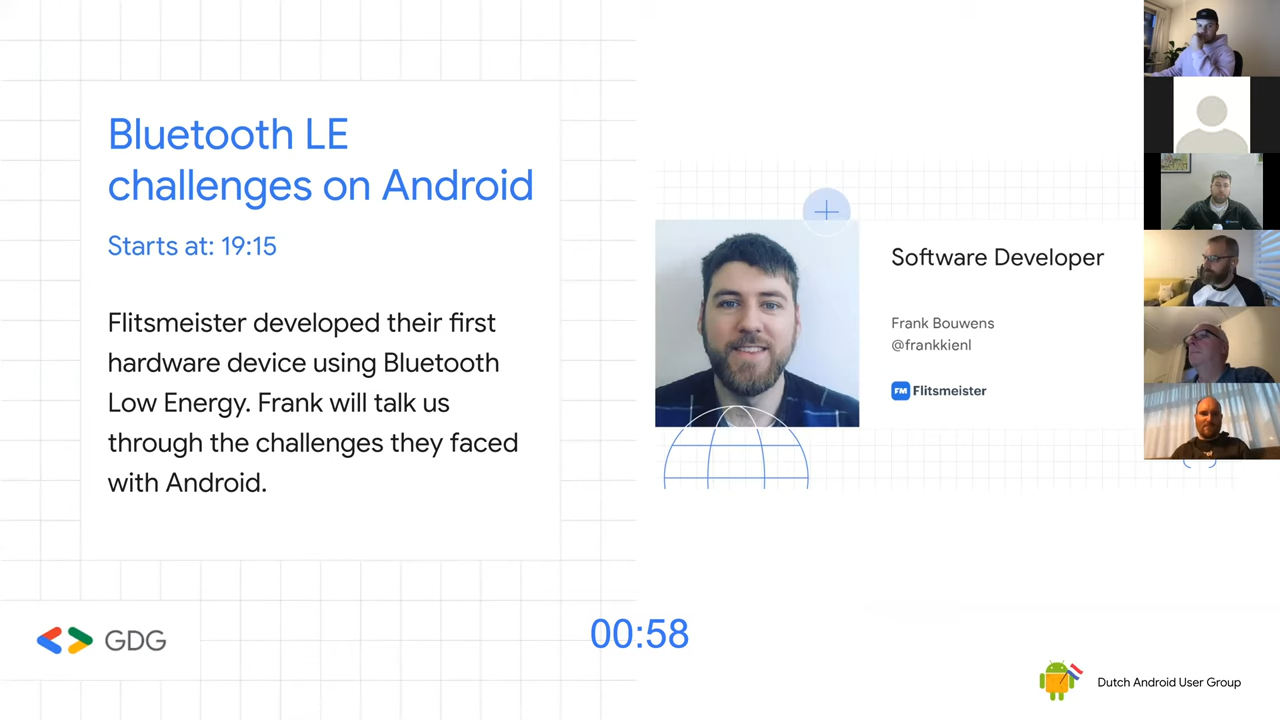 Bluetooth LE
challenges on Android
Starts at: 19:15
Flitsmeister developed their first
hardware device using Bluetooth
Low Energy. Frank will talk us
through the challenges they faced
with Android.
Software Developer
Frank Bouwens
@frankkienl
FM Flitsmeister
GDG
00:58
Dutch Android User Group